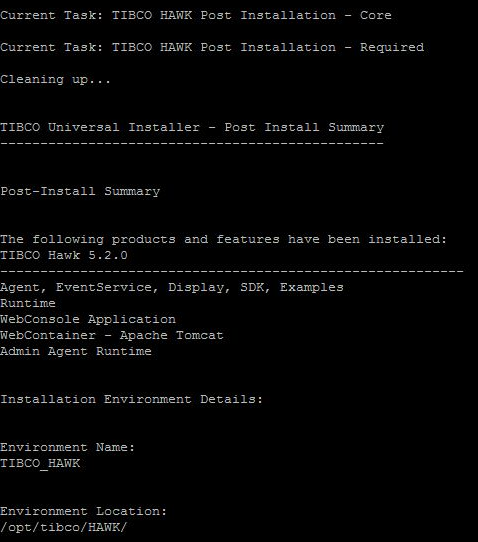 Current Task: TIBCO HAWK Post Installation - Core
Current Task: TIBCO HAWK Post Installation - Required
Cleaning up...
TIBCO Universal Installer - Post Install Summary
------------------------------------------------
Post-Install Summary
The following products and features have been installed:
TIBCO Hawk 5.2.0
----------------------------------------------------------
Agent, EventService, Display, SDK, Examples
Runtime
WebConsole Application
WebContainer - Apache Tomcat
Admin Agent Runtime
Installation Environment Details:
Environment Name:
TIBCO_HAWK
Environment Location:
/opt/tibco/HAWK/